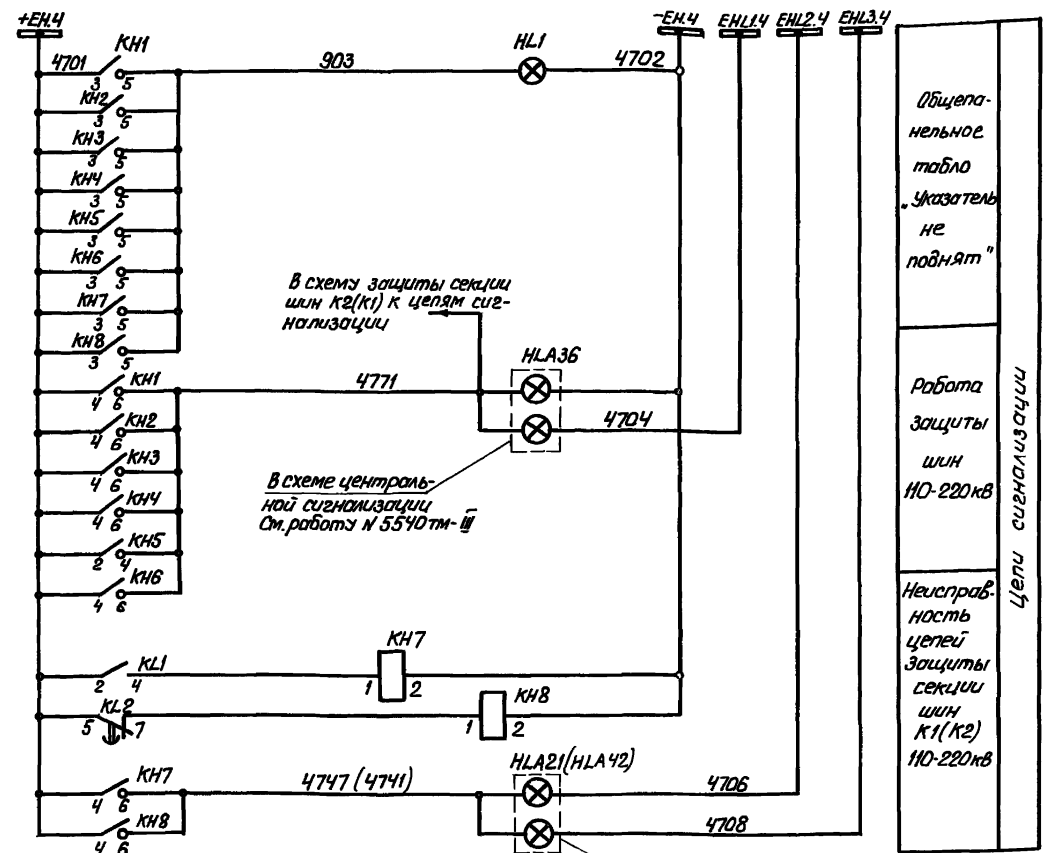 +ЕН.4
-ЕН.4 EHL1.4 EHL2.4 EHL3.4
4701
КН1
3 5
903
HL1
4702
КН2
3 5
КН3
3 5
КН4
3 5
КН5
3 5
КН6
3 5
КН7
3 5
КН8
3 5
В схему защиты секции
шин К2(К1) к цепям сиг-
нализации
КН1
4 6
4771
HLA36
4704
КН2
4 6
КН3
4 6
КН4
4 6
КН5
2 4
КН6
4 6
В схеме централь-
ной сигнализации
См. работу N 5540тм-III
KL1
2 4
КН7
1 2
KL2
5 7
КН8
1 2
КН7
4 6
4747 (4741)
HLA21(HLA42)
4706
КН8
4 6
4708
Общепа-
нельное
табло
„Указатель
не
поднят"
Работа
защиты
шин
110-220кв
Неисправ-
ность
цепей
защиты
секции
шин
К1(К2)
110-220кв
Цепи сигнализации